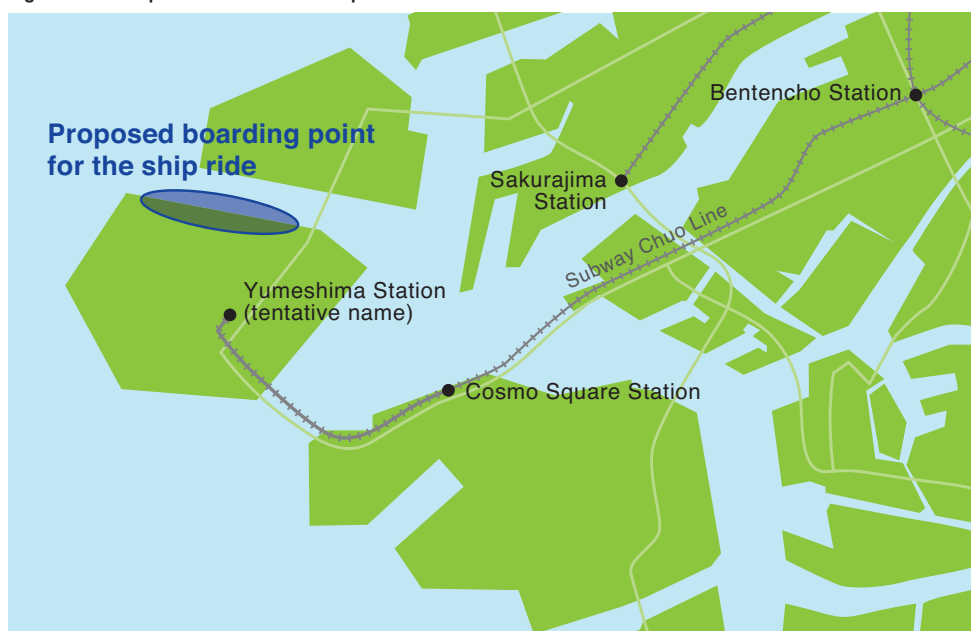 Bentencho Station
Proposed boarding point
for the ship ride
Sakurajima
Station
Subway Chuo Line
Yumeshima Station
(tentative name)
Cosmo Square Station